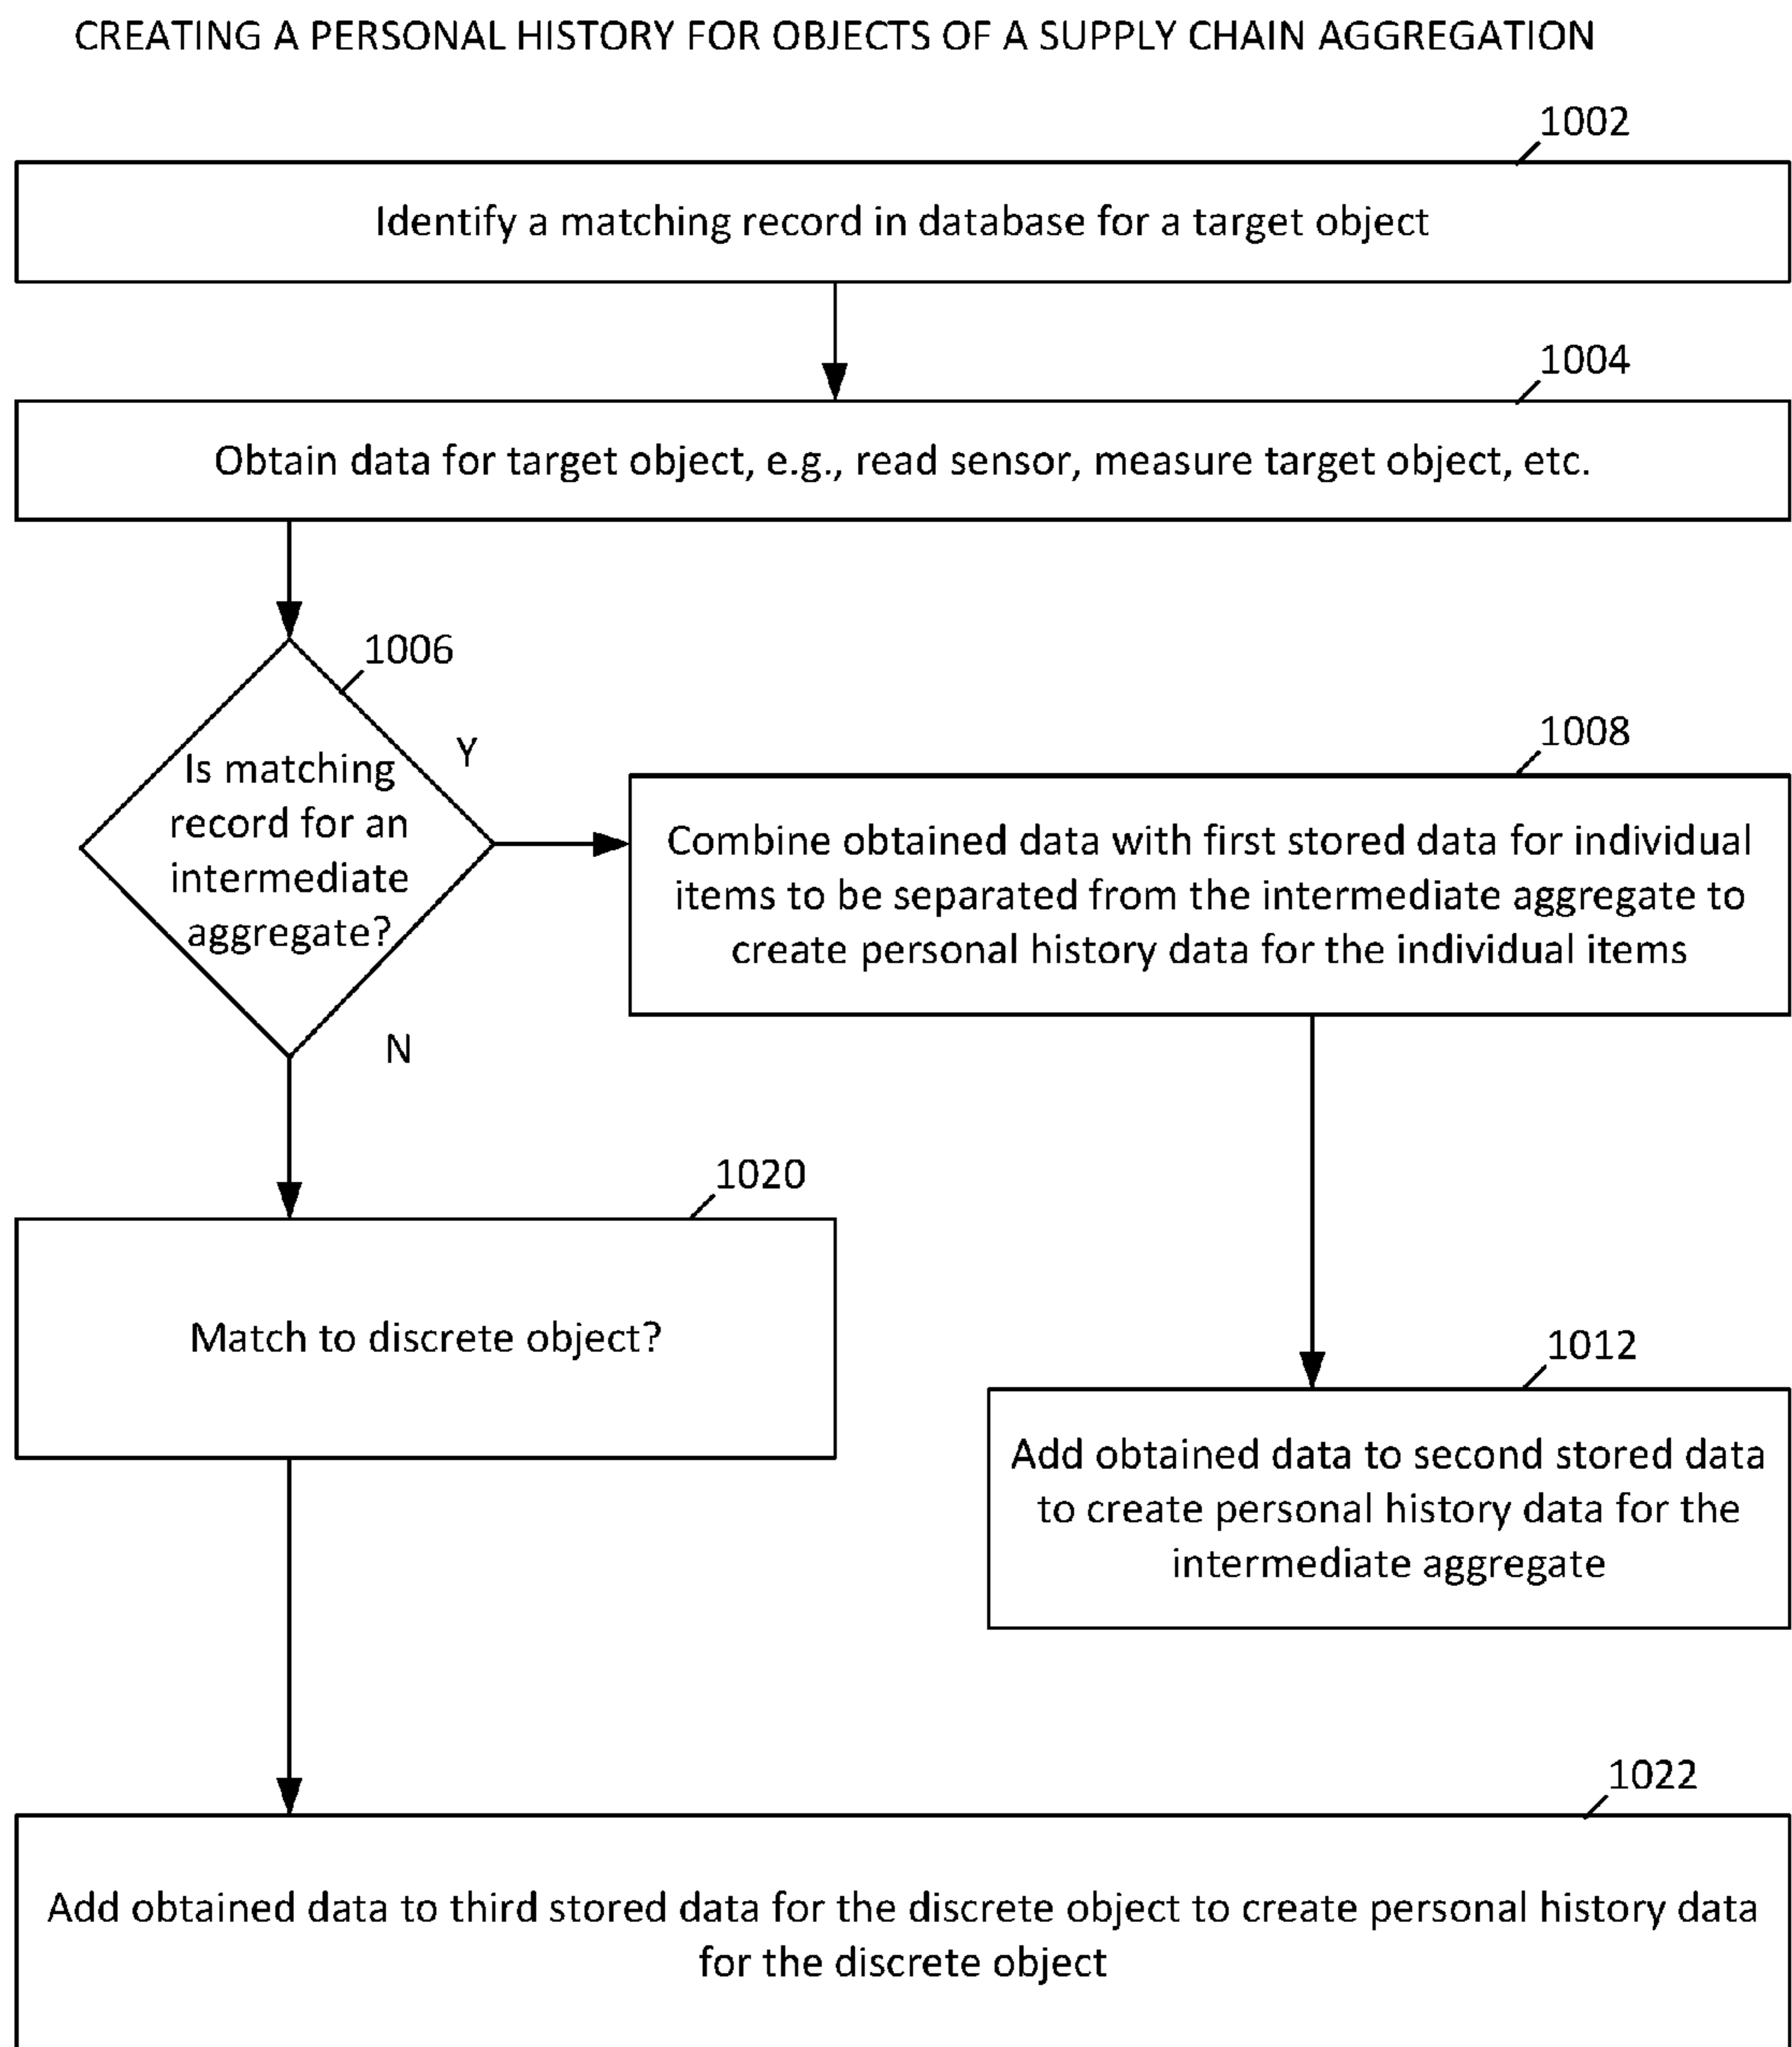 CREATING A PERSONAL HISTORY FOR OBJECTS OF A SUPPLY CHAIN AGGREGATION
1002
Identify a matching record in database for a target object
1004
Obtain data for target object, e.g., read sensor, measure target object, etc.
1006
Is matching
record for an
intermediate
aggregate?
Y
N
1008
Combine obtained data with first stored data for individual
items to be separated from the intermediate aggregate to
create personal history data for the individual items
1020
Match to discrete object?
1012
Add obtained data to second stored data
to create personal history data for the
intermediate aggregate
1022
Add obtained data to third stored data for the discrete object to create personal history data
for the discrete object